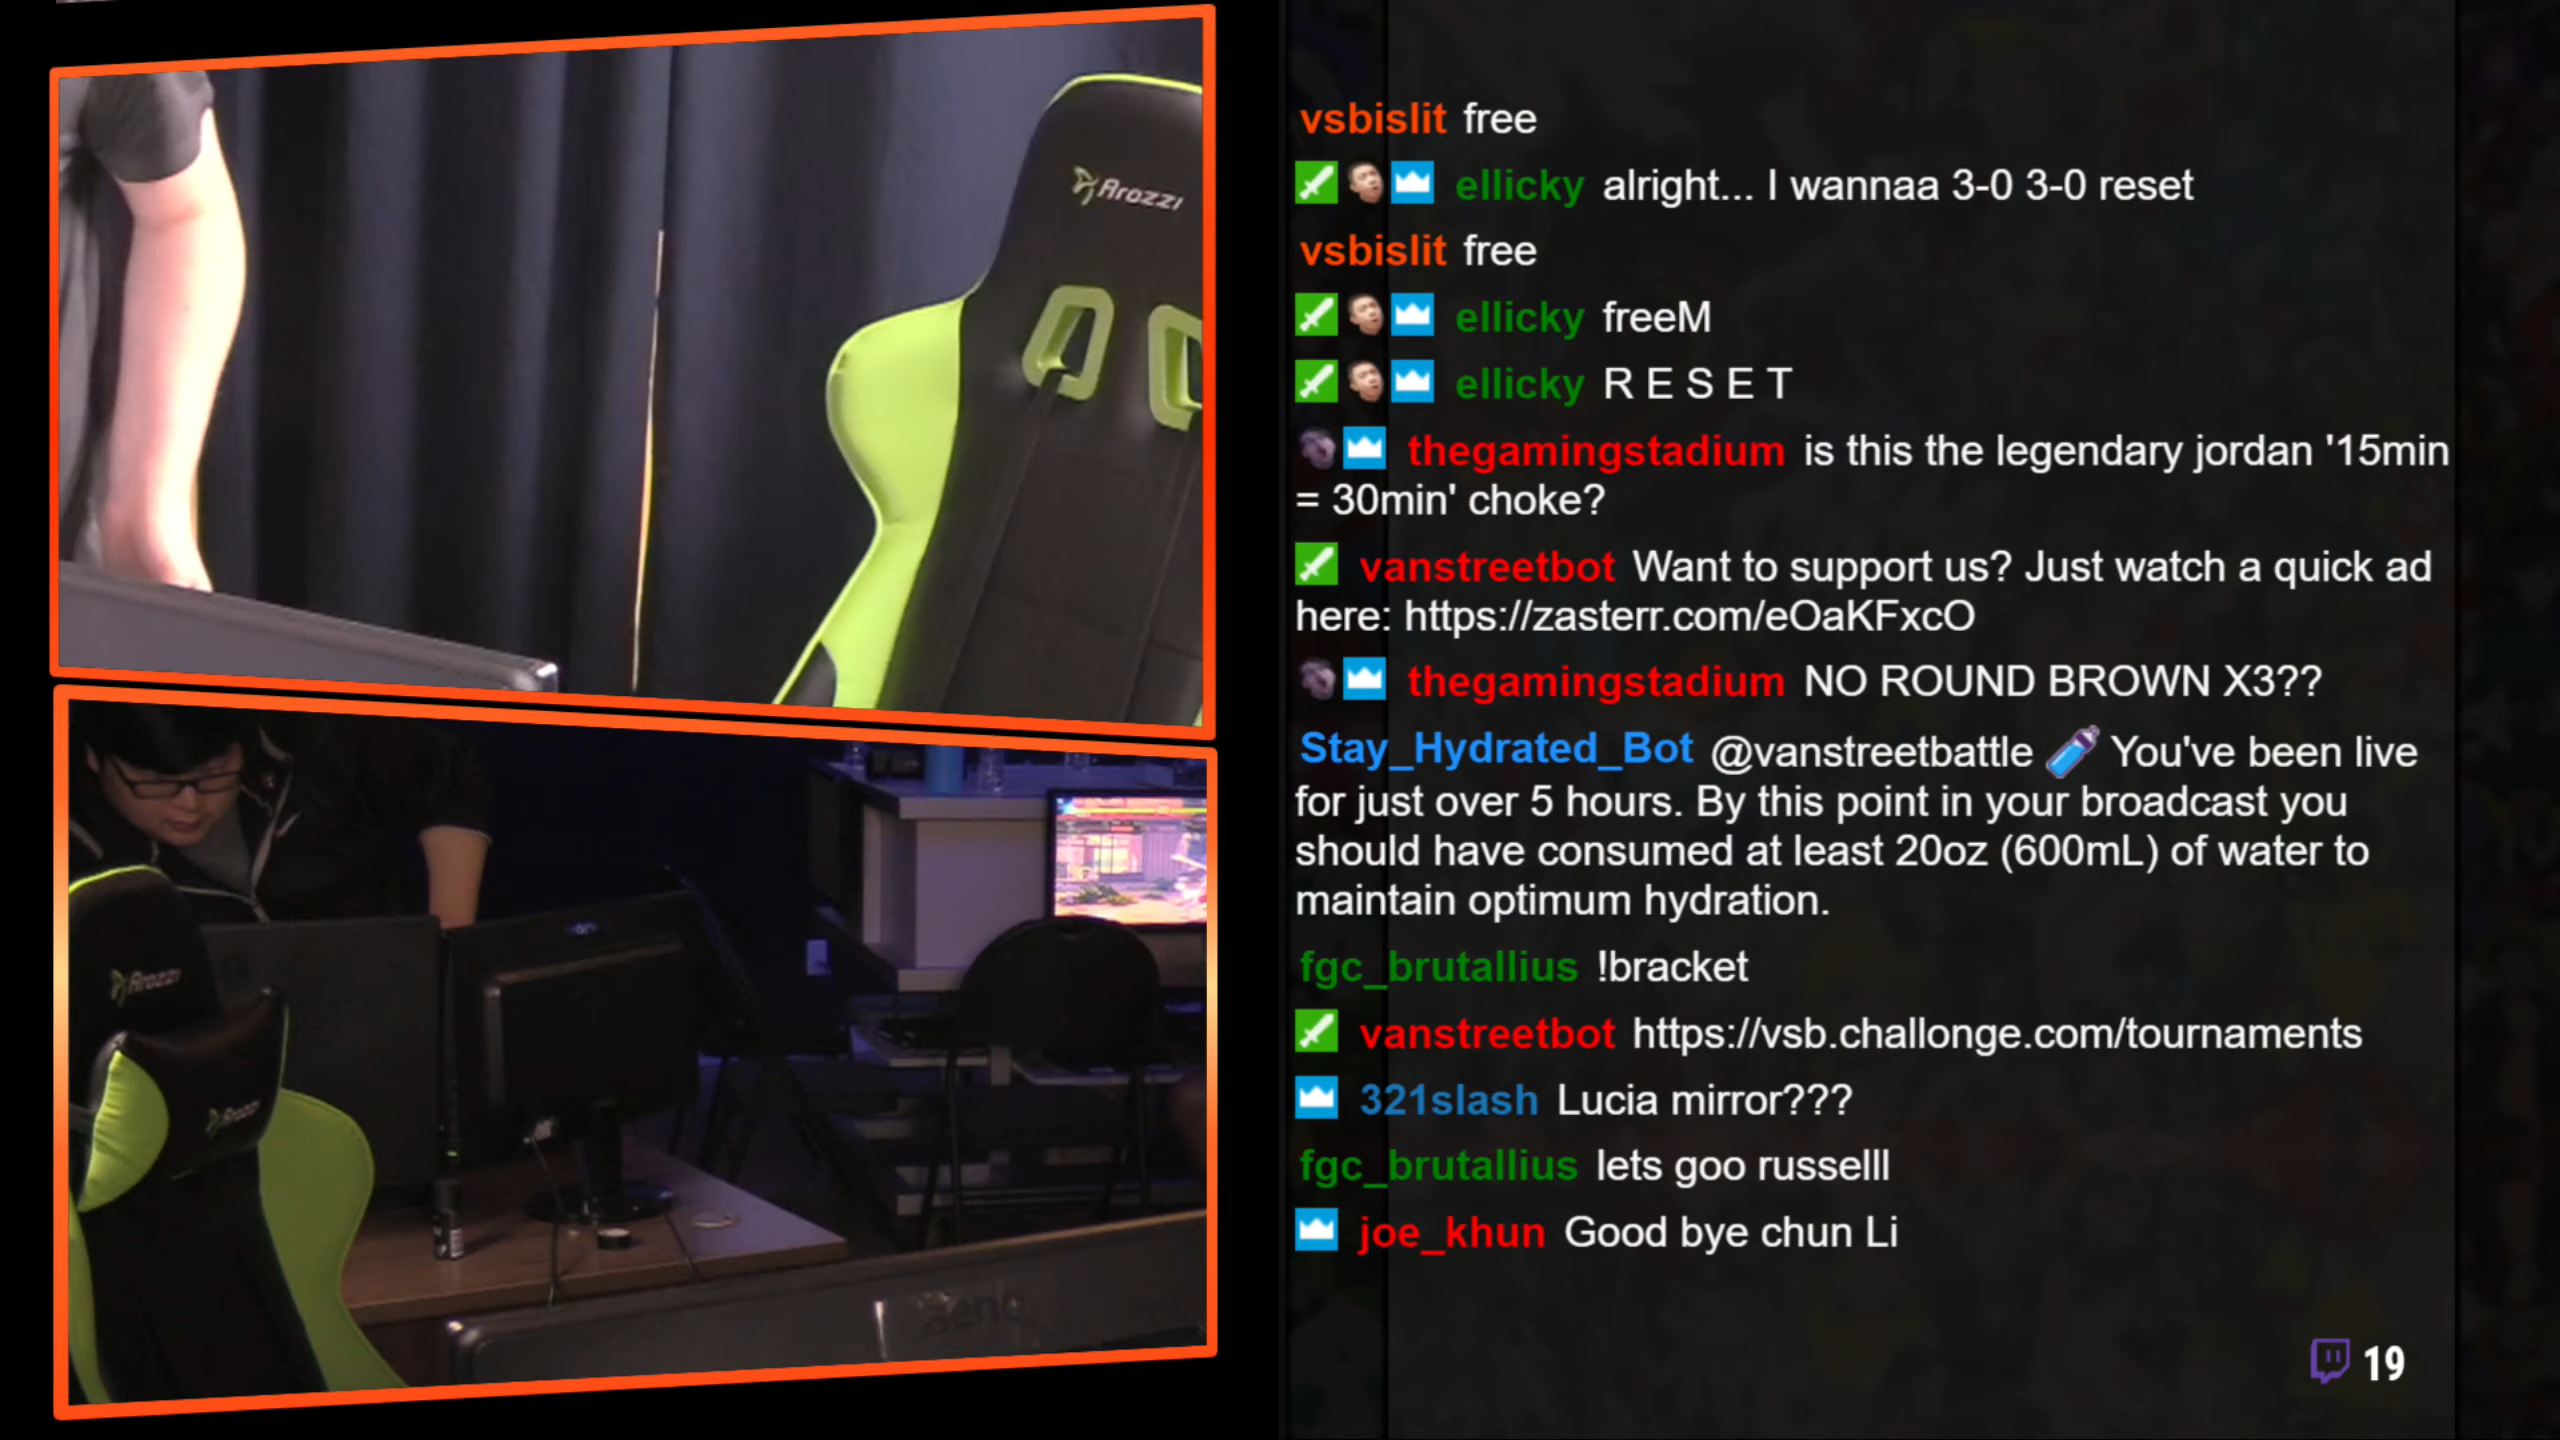 Arozzi
vsbislit free
ellicky alright... I wannaa 3-0 3-0 reset
vsbislit free
ellicky freeM
ellicky R E S E T
thegamingstadium is this the legendary jordan '15min
= 30min' choke?
vanstreetbot Want to support us? Just watch a quick ad
here: https://zasterr.com/eOaKFxcO
thegamingstadium NO ROUND BROWN X3??
Stay_Hydrated_Bot @vanstreetbattle You've been live
for just over 5 hours. By this point in your broadcast you
should have consumed at least 20oz (600mL) of water to
maintain optimum hydration.
fgc_brutallius !bracket
vanstreetbot https://vsb.challonge.com/tournaments
321slash Lucia mirror???
fgc_brutallius lets goo russelll
joe_khun Good bye chun Li
19
Arozzi
Arozzi